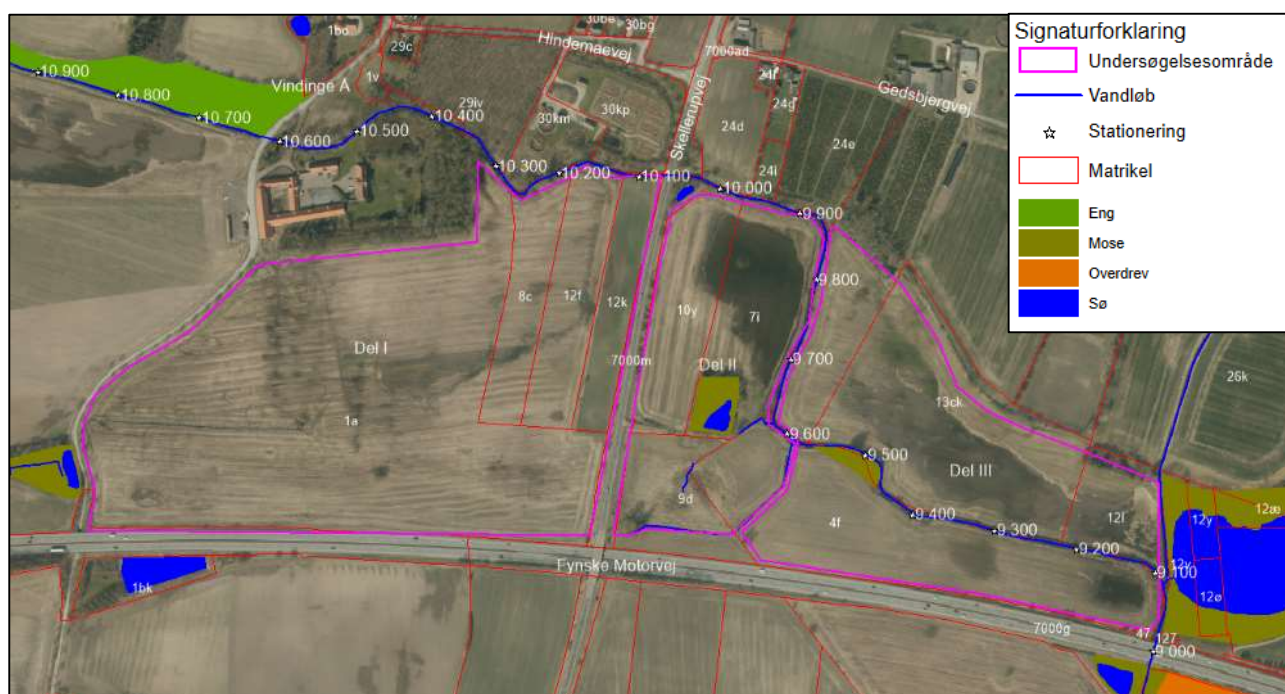 Signaturforklaring
Undersøgelsesområde
Vandløb
Stationering
Matrikel
Eng
Mose
Overdrev
Sø
30bg
29c
Hindemaevej
7000ad
Vindinge Å
1v
24f
Gedsbjergvej
10 900
10 800
10 700
10 600
10 500
10 400
29iv
30km
30kp
Skellerupvej
24d
24g
24e
24i
10 300
10 200
10 100
10 000
9 900
9 800
8c
12f
12k
10y
7i
Del I
7000m
Del II
9 700
26k
13ck
1a
9 600
9 500
Del III
9d
4f
9 400
9 300
9 200
12l
12y
12æ
12v
9 100
12ø
Fynske Motorvej
1bk
7000g
47
127
9 000